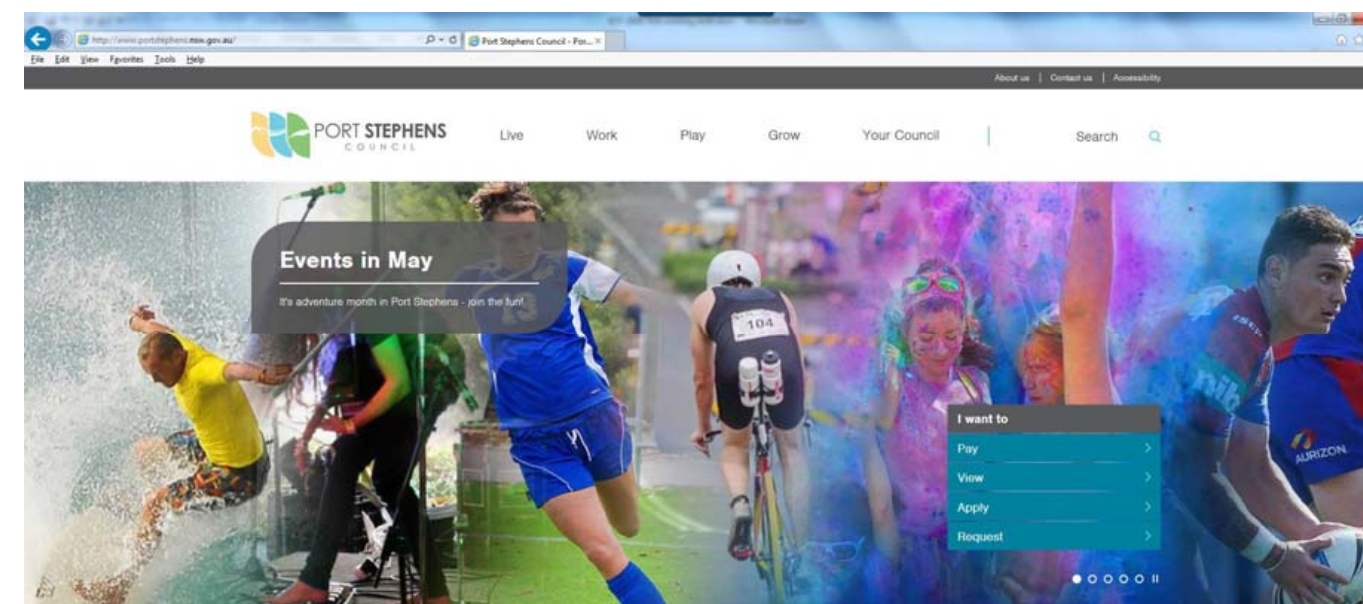 http://www.portstephens.nsw.gov.au/
Port Stephens Council - Por...
File Edit View Favorites Tools Help
About us | Contact us | Accessibility
PORT STEPHENS
COUNCIL
Live Work Play Grow Your Council Search
Events in May
It's adventure month in Port Stephens - join the fun!
13
104
nib
AURIZON
I want to
Pay
View
Apply
Request